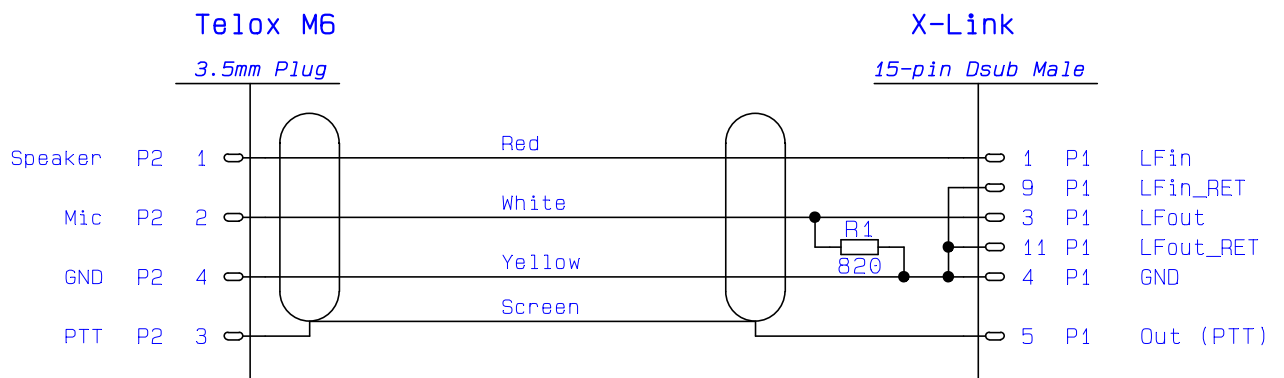 Telox M6 X-Link
3.5mm Plug 15-pin Dsub Male
Red
Speaker P2 1 1 P1 LFin
9 P1 LFin_RET
White
Mic P2 2 3 P1 LFout
R1
11 P1 LFout_RET
Yellow 820
GND P2 4 4 P1 GND
Screen
PTT P2 3 5 P1 Out (PTT)